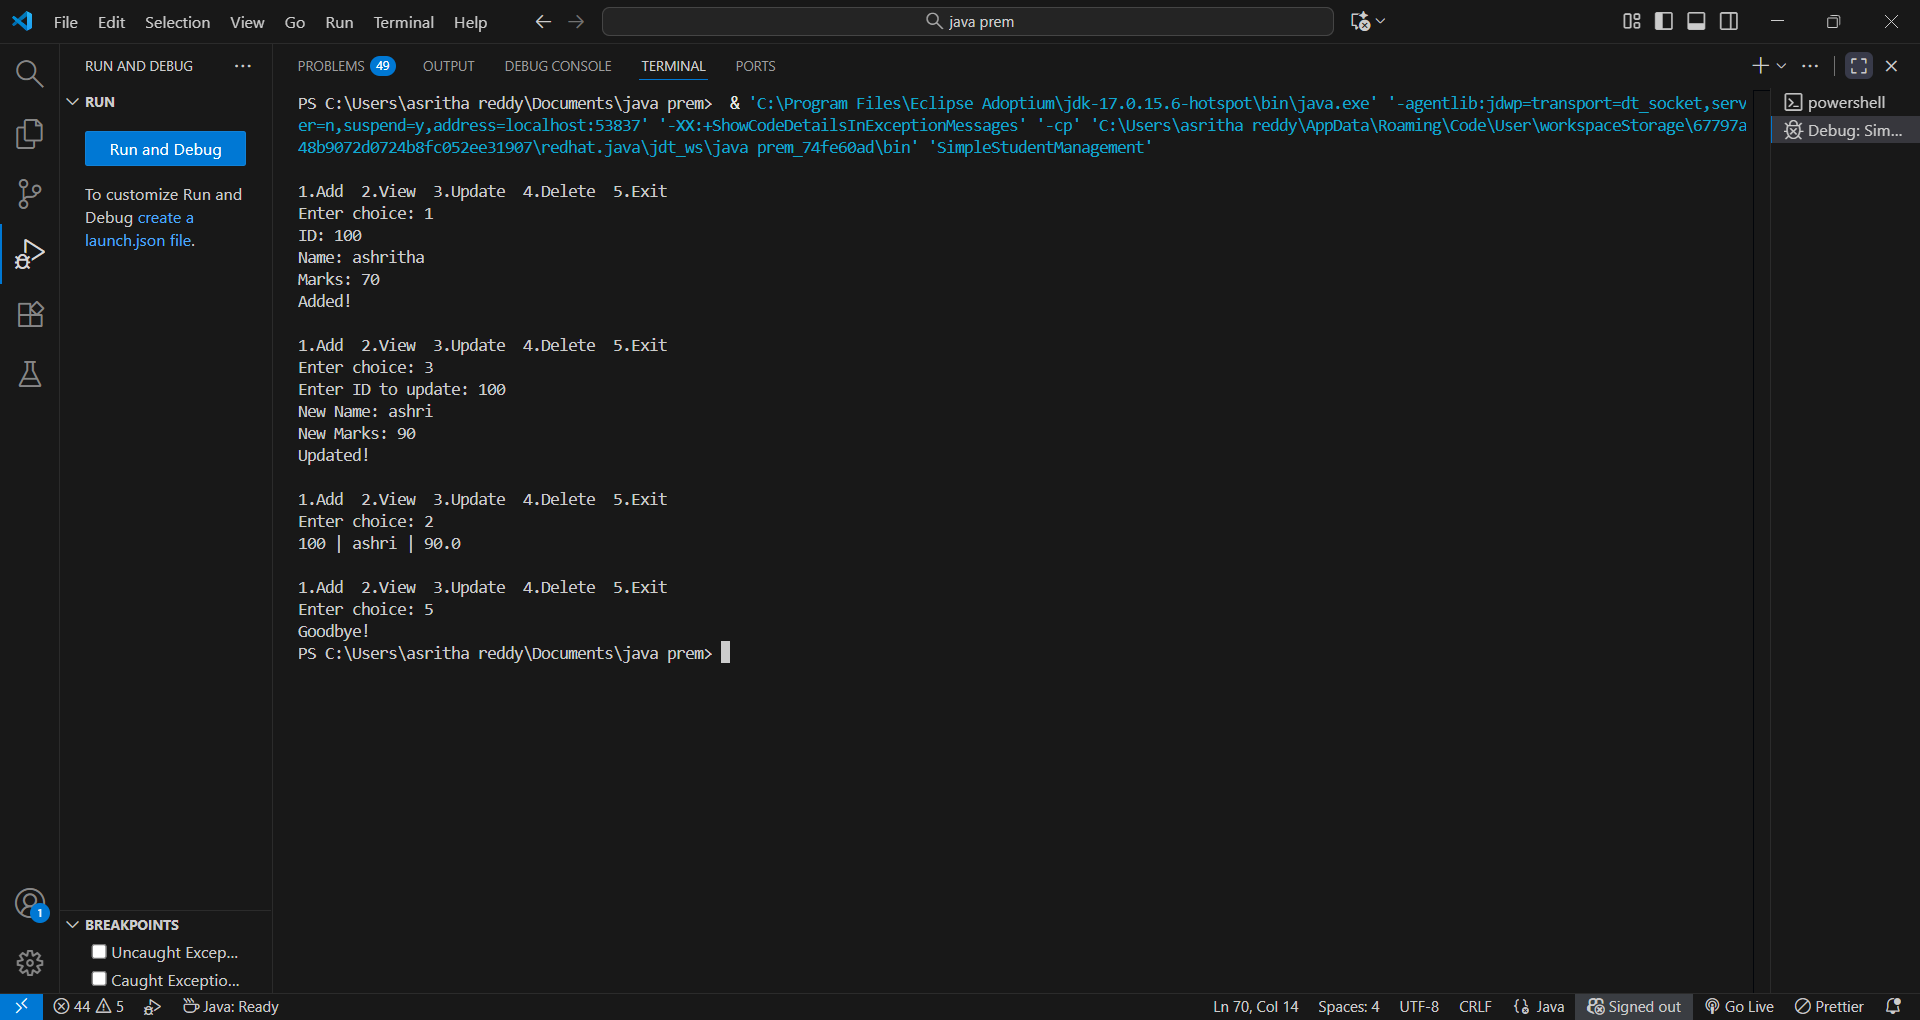 File Edit Selection View Go Run Terminal Help
java prem
RUN AND DEBUG
RUN
Run and Debug
To customize Run and
Debug create a
launch.json file.
PROBLEMS 49 OUTPUT DEBUG CONSOLE TERMINAL PORTS
PS C:\Users\asritha reddy\Documents\java prem>  & 'C:\Program Files\Eclipse Adoptium\jdk-17.0.15.6-hotspot\bin\java.exe' '-agentlib:jdwp=transport=dt_socket,serv
er=n,suspend=y,address=localhost:53837' '-XX:+ShowCodeDetailsInExceptionMessages' '-cp' 'C:\Users\asritha reddy\AppData\Roaming\Code\User\workspaceStorage\67797a
48b9072d0724b8fc052ee31907\redhat.java\jdt_ws\java prem_74fe60ad\bin' 'SimpleStudentManagement'
1.Add  2.View  3.Update  4.Delete  5.Exit
Enter choice: 1
ID: 100
Name: ashritha
Marks: 70
Added!
1.Add  2.View  3.Update  4.Delete  5.Exit
Enter choice: 3
Enter ID to update: 100
New Name: ashri
New Marks: 90
Updated!
1.Add  2.View  3.Update  4.Delete  5.Exit
Enter choice: 2
100 | ashri | 90.0
1.Add  2.View  3.Update  4.Delete  5.Exit
Enter choice: 5
Goodbye!
PS C:\Users\asritha reddy\Documents\java prem>
powershell
Debug: Sim...
1
BREAKPOINTS
Uncaught Excep...
Caught Exceptio...
44 5 Java: Ready
Ln 70, Col 14 Spaces: 4 UTF-8 CRLF {} Java Signed out Go Live Prettier